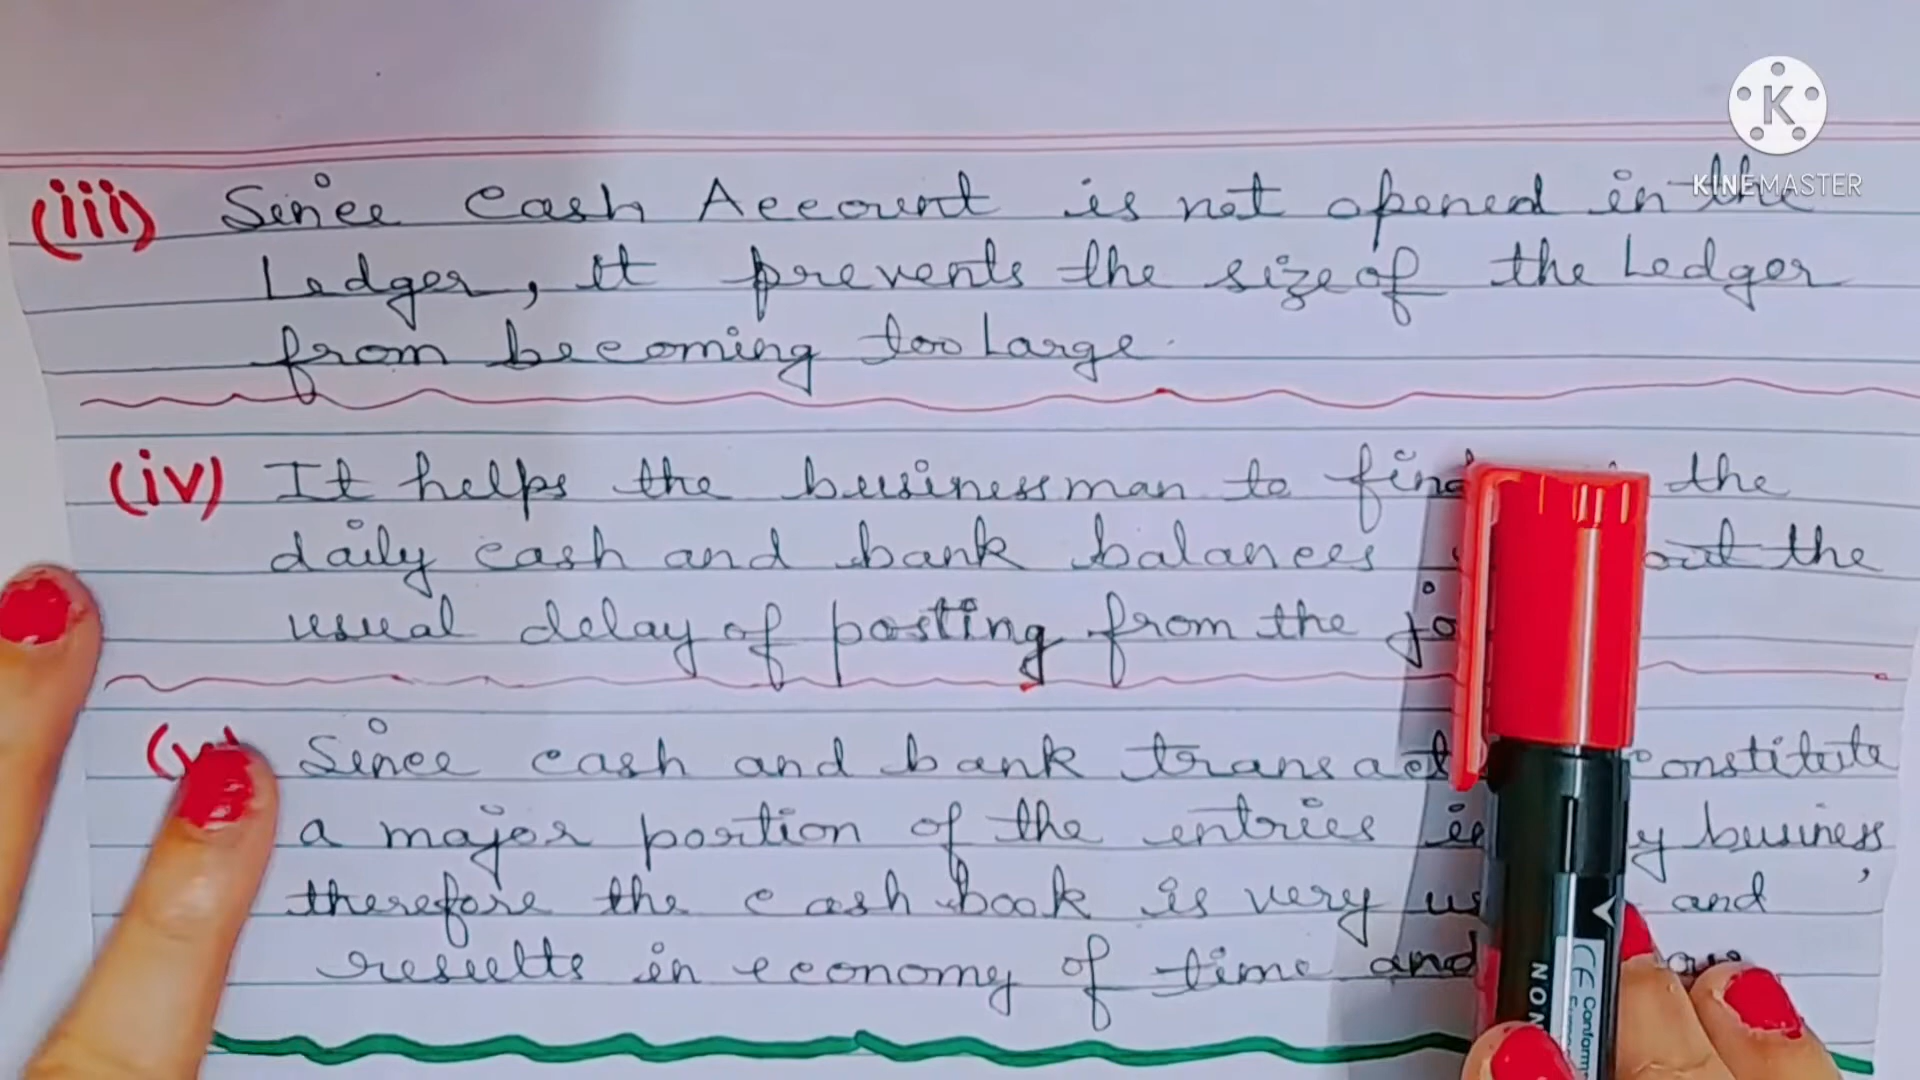 KINEMASTER
(iii) Since Cash Account is not opened in the
Ledger, it prevents the size of the Ledger
from becoming too Large.
(iv) It helps the businessman to find the
daily cash and bank balances the
usual delay of posting from the
(v) Since cash and bank constitute
a major portion of the entries business,
therefore the cash book is very and
results in economy of time and
NON
CE